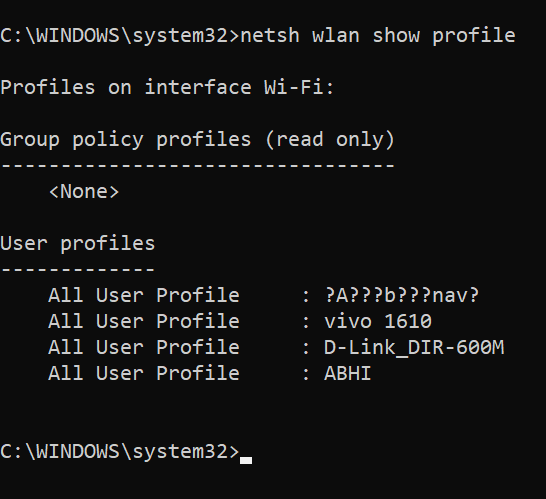 C:\WINDOWS\system32>netsh wlan show profile
Profiles on interface Wi-Fi:
Group policy profiles (read only)
---------------------------------
<None>
User profiles
-------------
All User Profile     : ?A???b???nav?
All User Profile     : vivo 1610
All User Profile     : D-Link_DIR-600M
All User Profile     : ABHI
C:\WINDOWS\system32>